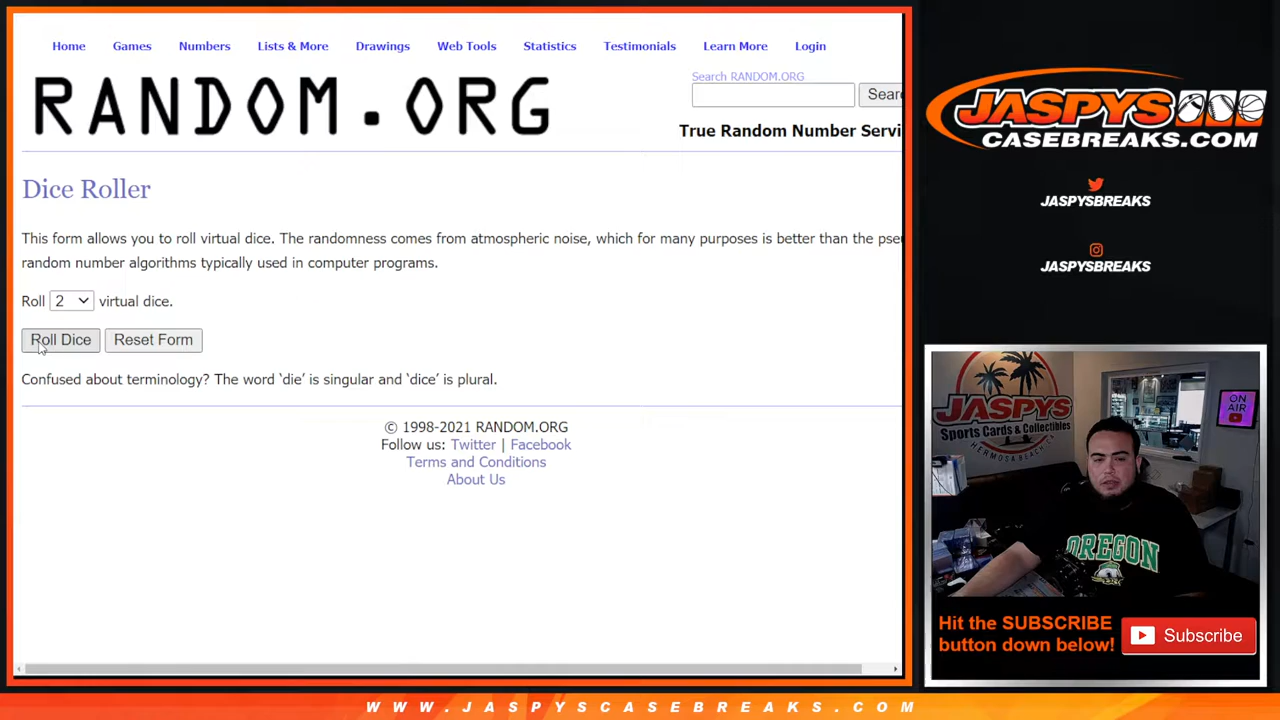 Home Games Numbers Lists & More Drawings Web Tools Statistics Testimonials Learn More Login
RANDOM.ORG
Search RANDOM.ORG
Sear
True Random Number Servi
Dice Roller
This form allows you to roll virtual dice. The randomness comes from atmospheric noise, which for many purposes is better than the pse
random number algorithms typically used in computer programs.
Roll 2 virtual dice.
Roll Dice Reset Form
Confused about terminology? The word ‘die’ is singular and ‘dice’ is plural.
© 1998-2021 RANDOM.ORG
Follow us: Twitter | Facebook
Terms and Conditions
About Us
JASPYS
CASEBREAKS.COM
JASPYSBREAKS
JASPYSBREAKS
JASPYS
Sports Cards & Collectibles
HERMOSA BEACH, CA
ON
AIR
OREGON
Hit the SUBSCRIBE
button down below!
Subscribe
WWW.JASPYSCASEBREAKS.COM